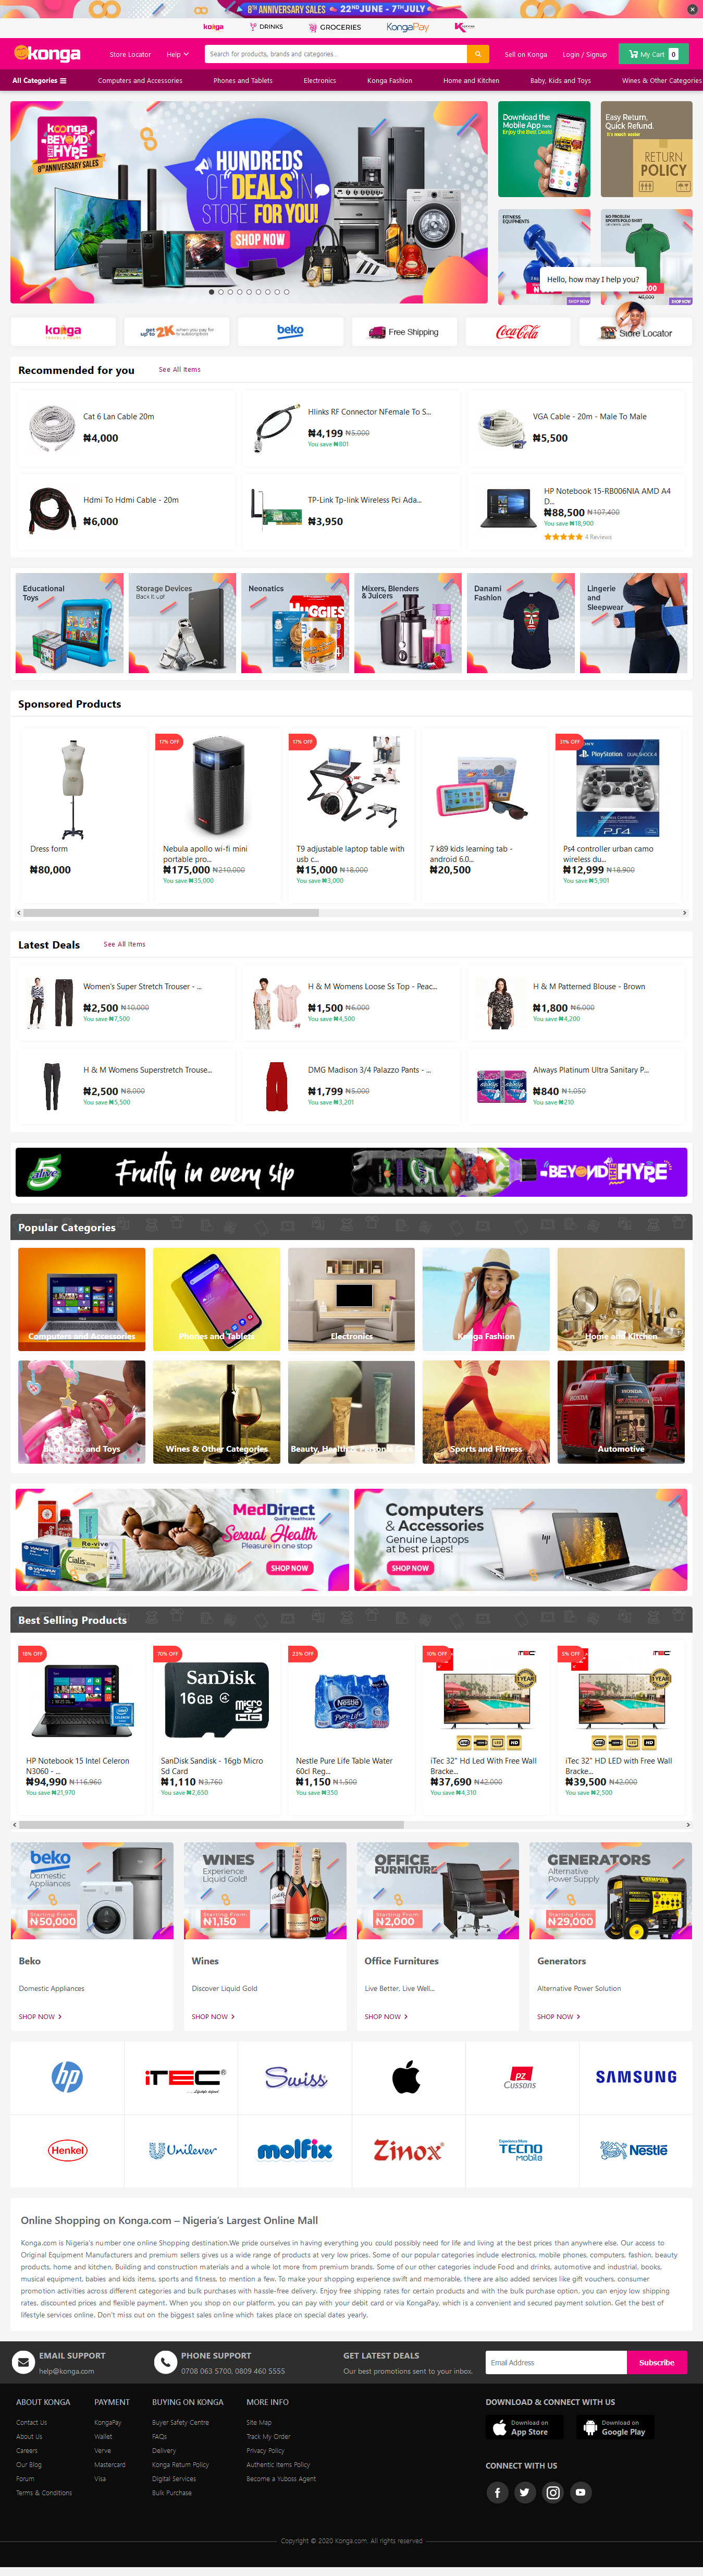 8TH ANNIVERSARY SALES 22ND JUNE - 7TH JULY
konga
DRINKS
GROCERIES
KongaPay
konga
Store Locator
Help
Search for products, brands and categories...
Sell on Konga
Login / Signup
My Cart 0
All Categories
Computers and Accessories
Phones and Tablets
Electronics
Konga Fashion
Home and Kitchen
Baby, Kids and Toys
Wines & Other Categories
konga
BEYOND
THE HYPE
8TH ANNIVERSARY SALES
HUNDREDS
OF DEALS IN
STORE FOR YOU!
SHOP NOW
Download the
Mobile App here
Enjoy the Best Deals!
Easy Return,
Quick Refund.
It's much easier
RETURN
POLICY
FITNESS
EQUIPMENTS
SHOP NOW
NO PROBLEM
SPORTS POLO SHIRT
SHOP NOW
Hello, how may I help you?
konga
TRAVEL & TOURS
get up to 2K when you pay for tv subscription
beko
Free Shipping
Coca-Cola
Store Locator
Recommended for you
See All Items
Cat 6 Lan Cable 20m
₦4,000
Hlinks RF Connector NFemale To S...
₦4,199 ₦5,000
You save ₦801
VGA Cable - 20m - Male To Male
₦5,500
Hdmi To Hdmi Cable - 20m
₦6,000
TP-Link Tp-link Wireless Pci Ada...
₦3,950
HP Notebook 15-RB006NIA AMD A4
D...
₦88,500 ₦107,400
You save ₦18,900
4 Reviews
Educational
Toys
Storage Devices
Back It up!
Neonatics
Mixers, Blenders
& Juicers
Danami
Fashion
Lingerie
and
Sleepwear
HUGGIES
Sponsored Products
Dress form
₦80,000
17% OFF
Nebula apollo wi-fi mini
portable pro...
₦175,000 ₦210,000
You save ₦35,000
17% OFF
T9 adjustable laptop table with
usb c...
₦15,000 ₦18,000
You save ₦3,000
7 k89 kids learning tab -
android 6.0...
₦20,500
31% OFF
PlayStation DUALSHOCK4
PS4
Ps4 controller urban camo
wireless du...
₦12,999 ₦18,900
You save ₦5,901
Latest Deals
See All Items
Women's Super Stretch Trouser - ...
₦2,500 ₦10,000
You save ₦7,500
H & M Womens Loose Ss Top - Peac...
₦1,500 ₦6,000
You save ₦4,500
H & M Patterned Blouse - Brown
₦1,800 ₦6,000
You save ₦4,200
H & M Womens Superstretch Trouse...
₦2,500 ₦8,000
You save ₦5,500
DMG Madison 3/4 Palazzo Pants - ...
₦1,799 ₦5,000
You save ₦3,201
Always Platinum Ultra Sanitary P...
₦840 ₦1,050
You save ₦210
5 alive
Fruity in every sip
BEYOND THE HYPE
Popular Categories
Computers and Accessories
Phones and Tablets
Electronics
Konga Fashion
Home and Kitchen
Baby, Kids and Toys
Wines & Other Categories
Beauty, Health & Personal Care
Sports and Fitness
Automotive
HONDA
MedDirect
Quality Healthcare
Sexual Health
Pleasure in one stop
SHOP NOW
Re-vive
VIAGRA
Cialis
Computers
& Accessories
Genuine Laptops
at best prices!
SHOP NOW
Best Selling Products
18% OFF
HP Notebook 15 Intel Celeron
N3060 - ...
₦94,990 ₦116,960
You save ₦21,970
70% OFF
SanDisk
16GB
micro SD HC
SanDisk Sandisk - 16gb Micro
Sd Card
₦1,110 ₦3,760
You save ₦2,650
23% OFF
Nestle Pure Life
Nestle Pure Life Table Water
60cl Reg...
₦1,150 ₦1,500
You save ₦350
10% OFF
iTEC
1YEAR
iTec 32" Hd Led With Free Wall
Bracke...
₦37,690 ₦42,000
You save ₦4,310
5% OFF
iTEC
1YEAR
iTec 32" HD LED with Free Wall
Bracke...
₦39,500 ₦42,000
You save ₦2,500
beko
Domestic
Appliances
Starting From:
₦50,000
WINES
Experience
Liquid Gold!
Starting From:
₦1,150
OFFICE
FURNITURE
Starting From:
₦2,000
GENERATORS
Alternative
Power Supply
Starting From:
₦29,000
CHAMPION
Beko
Wines
Office Furnitures
Generators
Domestic Appliances
Discover Liquid Gold
Live Better, Live Well...
Alternative Power Solution
SHOP NOW
SHOP NOW
SHOP NOW
SHOP NOW
hp
iTEC
Swiss
PZ Cussons
SAMSUNG
Henkel
Unilever
molfix
Zinox
Experience More
TECNO
mobile
Nestle
Online Shopping on Konga.com – Nigeria's Largest Online Mall
Konga.com is Nigeria's number one online Shopping destination.We pride ourselves in having everything you could possibly need for life and living at the best prices than anywhere else. Our access to
Original Equipment Manufacturers and premium sellers gives us a wide range of products at very low prices. Some of our popular categories include electronics, mobile phones, computers, fashion, beauty
products, home and kitchen, Building and construction materials and a whole lot more from premium brands. Some of our other categories include Food and drinks, automotive and industrial, books,
musical equipment, babies and kids items, sports and fitness, to mention a few. To make your shopping experience swift and memorable, there are also added services like gift vouchers, consumer
promotion activities across different categories and bulk purchases with hassle-free delivery. Enjoy free shipping rates for certain products and with the bulk purchase option, you can enjoy low shipping
rates, discounted prices and flexible payment. When you shop on our platform, you can pay with your debit card or via KongaPay, which is a convenient and secured payment solution. Get the best of
lifestyle services online. Don't miss out on the biggest sales online which takes place on special dates yearly.
EMAIL SUPPORT
help@konga.com
PHONE SUPPORT
0708 063 5700, 0809 460 5555
GET LATEST DEALS
Our best promotions sent to your inbox.
Email Address
Subscribe
ABOUT KONGA
Contact Us
About Us
Careers
Our Blog
Forum
Terms & Conditions
PAYMENT
KongaPay
Wallet
Verve
Mastercard
Visa
BUYING ON KONGA
Buyer Safety Centre
FAQs
Delivery
Konga Return Policy
Digital Services
Bulk Purchase
MORE INFO
Site Map
Track My Order
Privacy Policy
Authentic Items Policy
Become a Yuboss Agent
DOWNLOAD & CONNECT WITH US
Download on
App Store
Download on
Google Play
CONNECT WITH US
Copyright © 2020 Konga.com. All rights reserved